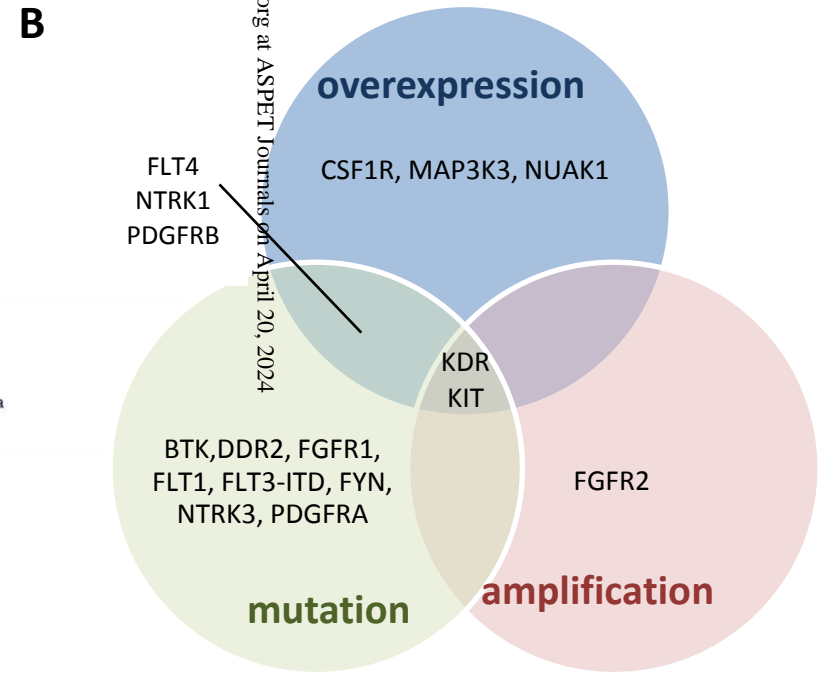 B
org at ASPET Journals on April 20, 2024
overexpression
CSF1R, MAP3K3, NUAK1
FLT4
NTRK1
PDGFRB
KDR
KIT
BTK,DDR2, FGFR1,
FLT1, FLT3-ITD, FYN,
NTRK3, PDGFRA
FGFR2
amplification
mutation
a